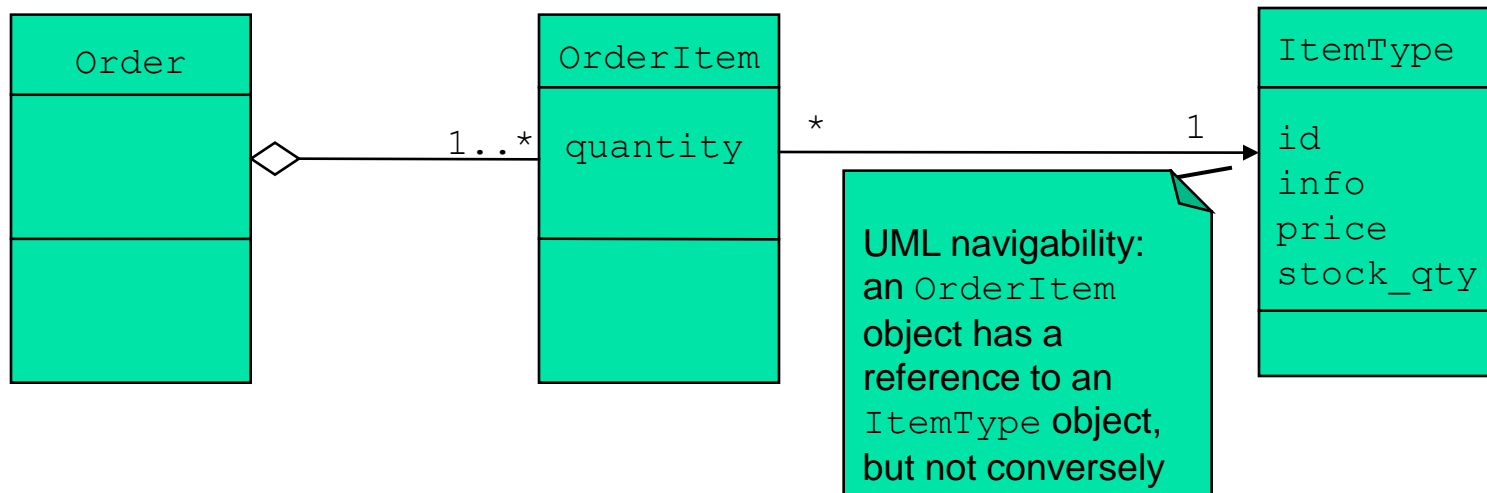 Order
1..*
OrderItem
quantity
*
1
ItemType
id
info
price
stock_qty
UML navigability:
an OrderItem
object has a
reference to an
ItemType object,
but not conversely